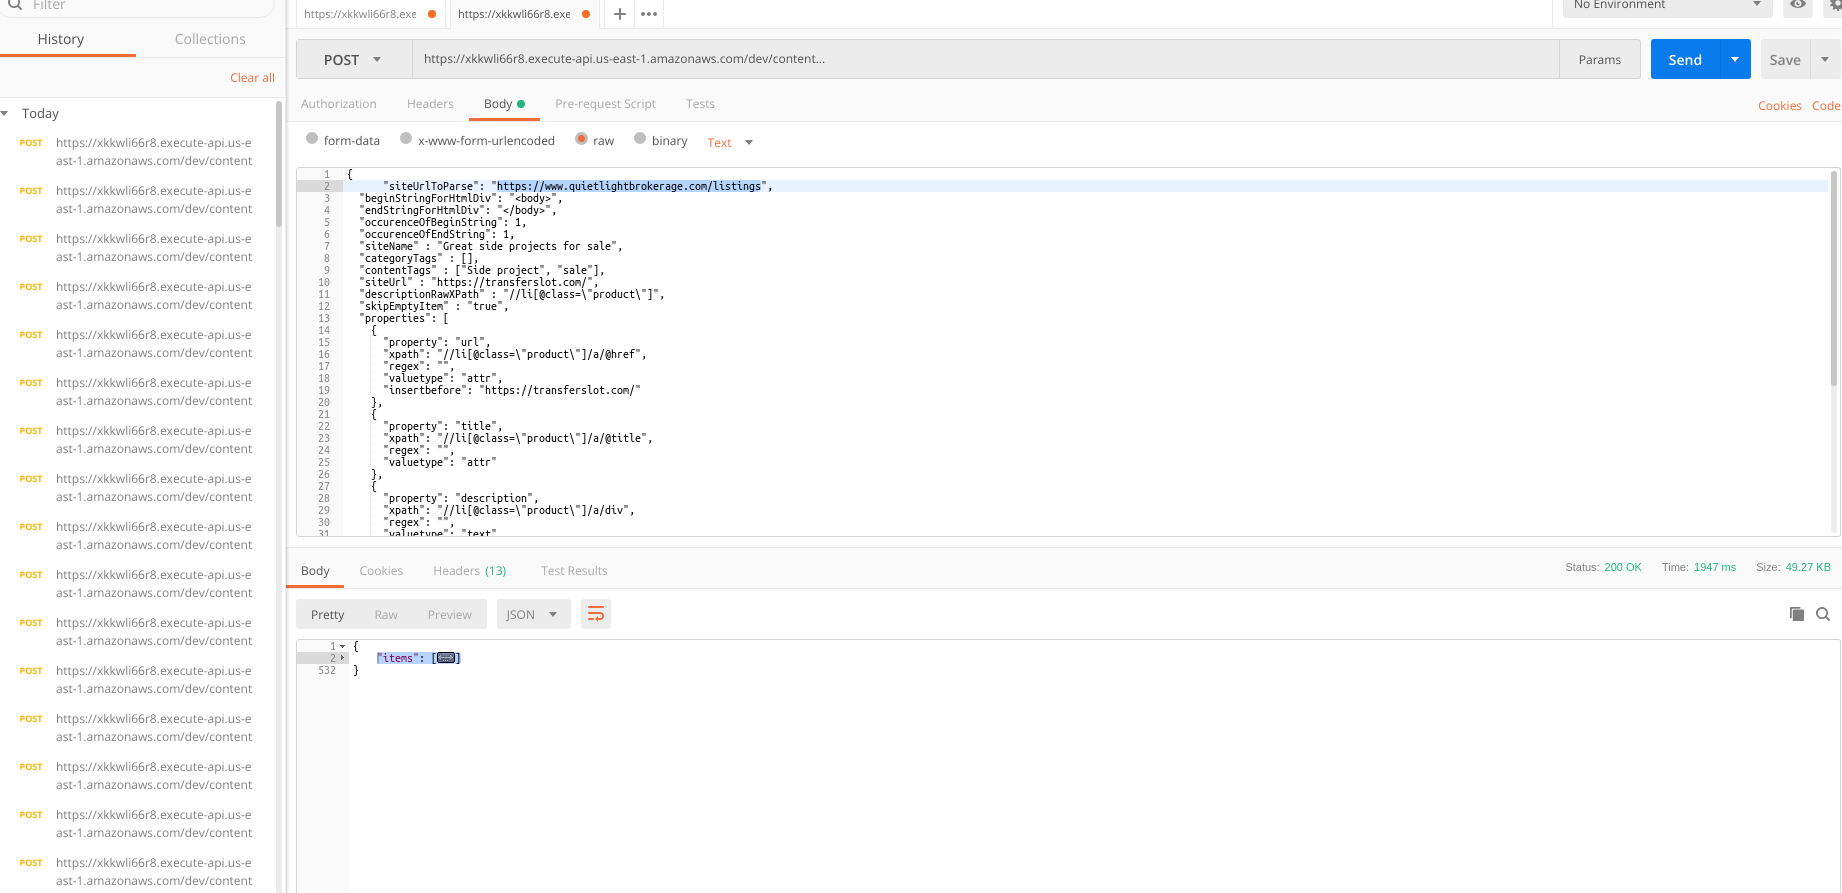 Filter
https://xkkwli66r8.exe
https://xkkwli66r8.exe
No Environment
History
Collections
POST
https://xkkwli66r8.execute-api.us-east-1.amazonaws.com/dev/content...
Params
Send
Save
Clear all
Authorization
Headers
Body
Pre-request Script
Tests
Cookies
Code
Today
form-data
x-www-form-urlencoded
raw
binary
Text
POST https://xkkwli66r8.execute-api.us-e
ast-1.amazonaws.com/dev/content
POST https://xkkwli66r8.execute-api.us-e
ast-1.amazonaws.com/dev/content
POST https://xkkwli66r8.execute-api.us-e
ast-1.amazonaws.com/dev/content
POST https://xkkwli66r8.execute-api.us-e
ast-1.amazonaws.com/dev/content
POST https://xkkwli66r8.execute-api.us-e
ast-1.amazonaws.com/dev/content
POST https://xkkwli66r8.execute-api.us-e
ast-1.amazonaws.com/dev/content
POST https://xkkwli66r8.execute-api.us-e
ast-1.amazonaws.com/dev/content
POST https://xkkwli66r8.execute-api.us-e
ast-1.amazonaws.com/dev/content
POST https://xkkwli66r8.execute-api.us-e
ast-1.amazonaws.com/dev/content
POST https://xkkwli66r8.execute-api.us-e
ast-1.amazonaws.com/dev/content
POST https://xkkwli66r8.execute-api.us-e
ast-1.amazonaws.com/dev/content
POST https://xkkwli66r8.execute-api.us-e
ast-1.amazonaws.com/dev/content
POST https://xkkwli66r8.execute-api.us-e
ast-1.amazonaws.com/dev/content
POST https://xkkwli66r8.execute-api.us-e
ast-1.amazonaws.com/dev/content
POST https://xkkwli66r8.execute-api.us-e
ast-1.amazonaws.com/dev/content
POST https://xkkwli66r8.execute-api.us-e
ast-1.amazonaws.com/dev/content
1 {
2 "siteUrlToParse": "https://www.quietlightbrokerage.com/listings",
3 "beginStringForHtmlDiv": "<body>",
4 "endStringForHtmlDiv": "</body>",
5 "occurenceOfBeginString": 1,
6 "occurenceOfEndString": 1,
7 "siteName" : "Great side projects for sale",
8 "categoryTags" : [],
9 "contentTags" : ["Side project", "sale"],
10 "siteUrl" : "https://transferslot.com/",
11 "descriptionRawXPath" : "//li[@class=\"product\"]",
12 "skipEmptyItem" : "true",
13 "properties": [
14 {
15 "property": "url",
16 "xpath": "//li[@class=\"product\"]/a/@href",
17 "regex": "",
18 "valuetype": "attr",
19 "insertbefore": "https://transferslot.com/"
20 },
21 {
22 "property": "title",
23 "xpath": "//li[@class=\"product\"]/a/@title",
24 "regex": "",
25 "valuetype": "attr"
26 },
27 {
28 "property": "description",
29 "xpath": "//li[@class=\"product\"]/a/div",
30 "regex": "",
31 "valuetype": "text"
Body
Cookies
Headers (13)
Test Results
Status: 200 OK
Time: 1947 ms
Size: 49.27 KB
Pretty
Raw
Preview
JSON
1 {
2 "items": []
532 }